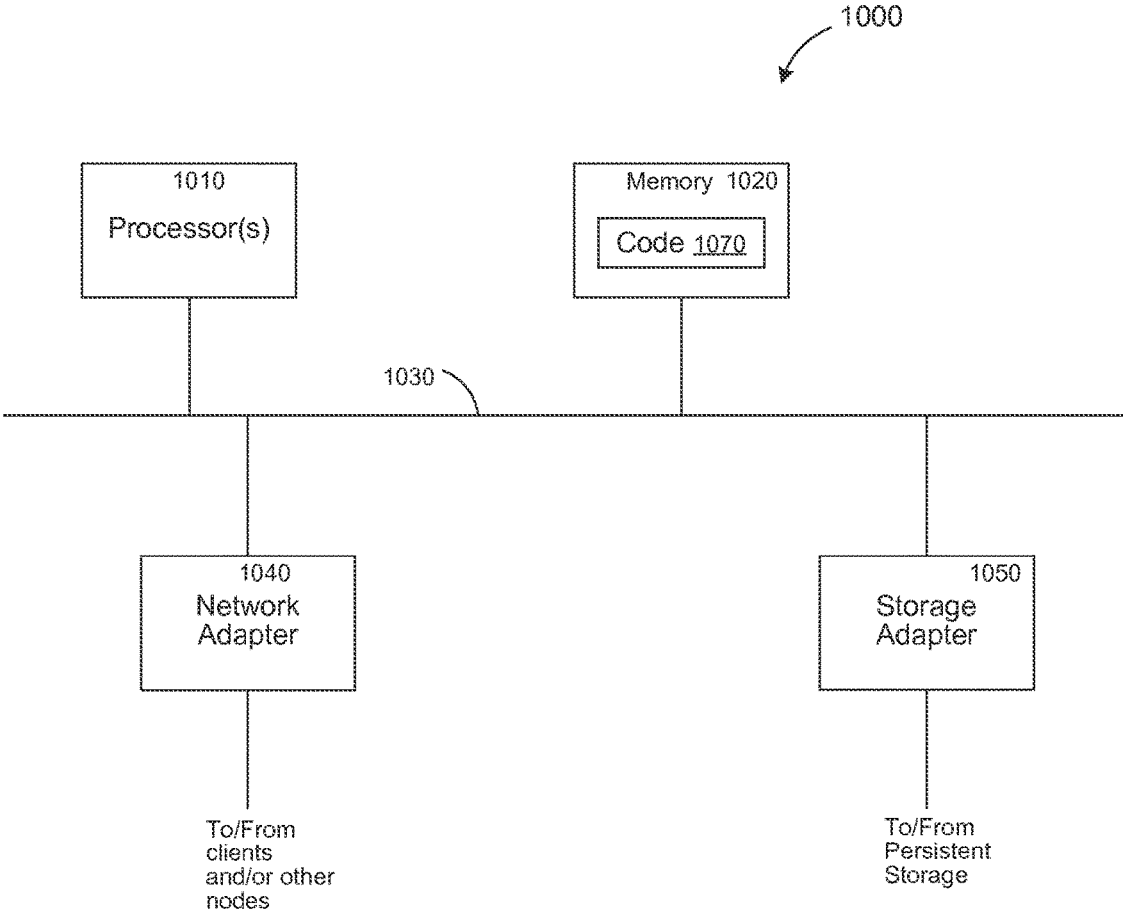 1000
1010
Processor(s)
Memory 1020
Code 1070
1030
1040
Network
Adapter
1050
Storage
Adapter
To/From
clients
and/or other
nodes
To/From
Persistent
Storage